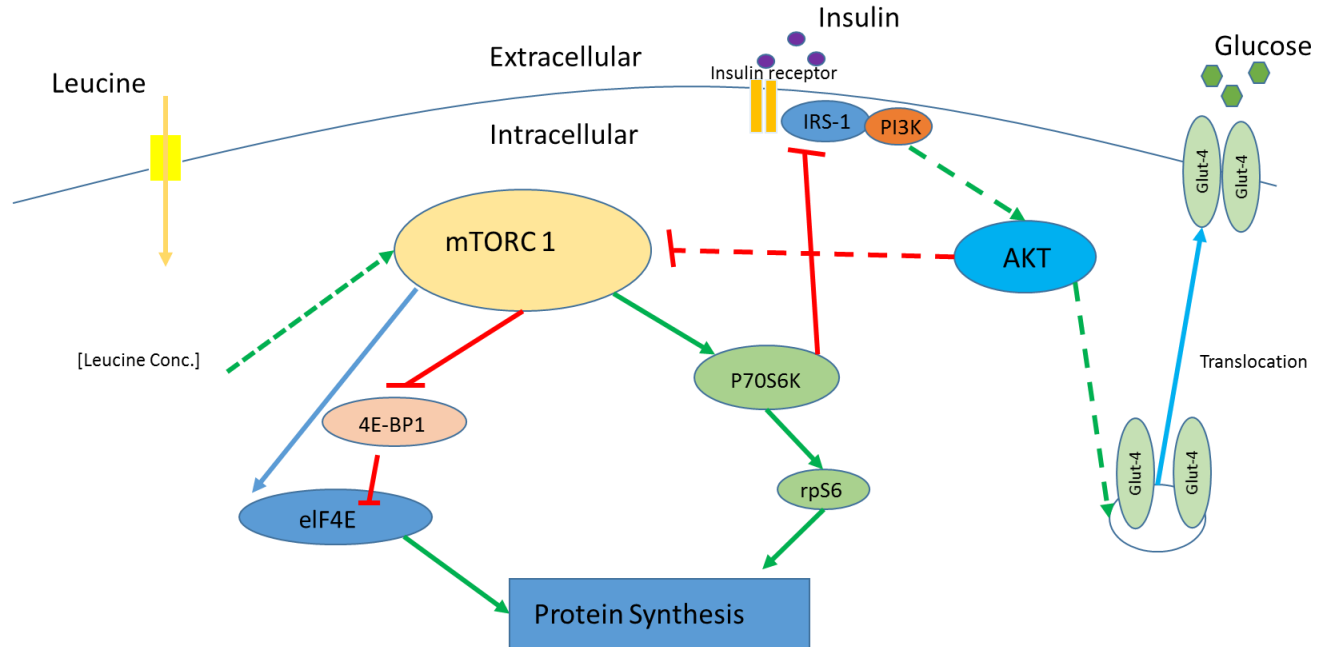 Insulin
Extracellular
Glucose
Leucine
Insulin receptor
Intracellular
IRS-1
PI3K
Glut-4
Glut-4
mTORC 1
AKT
[Leucine Conc.]
P70S6K
Translocation
4E-BP1
Glut-4
Glut-4
rpS6
elF4E
Protein Synthesis